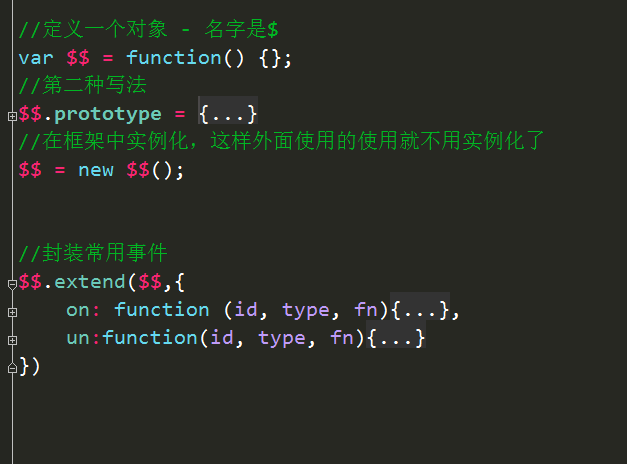 //定义一个对象 - 名字是$
var $$ = function() {};
//第二种写法
$$.prototype = {...}
//在框架中实例化，这样外面使用的使用就不用实例化了
$$ = new $$();
//封装常用事件
$$.extend($$,{
on: function (id, type, fn){...},
un:function(id, type, fn){...}
})